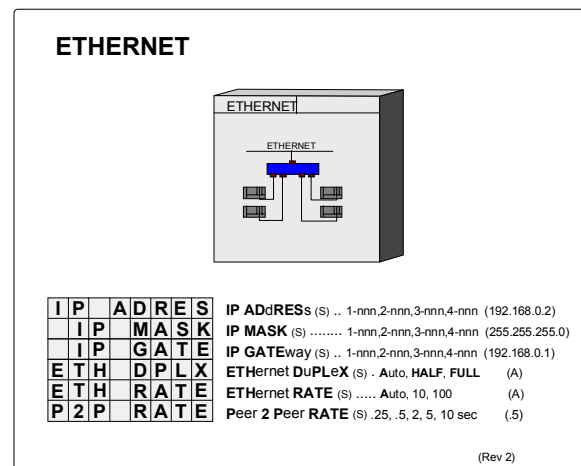 ETHERNET
ETHERNET
ETHERNET
IP ADRES IP ADdRESs (S) .. 1-nnn,2-nnn,3-nnn,4-nnn (192.168.0.2)
IP MASK IP MASK (S) ........ 1-nnn,2-nnn,3-nnn,4-nnn (255.255.255.0)
IP GATE IP GATEway (S) .. 1-nnn,2-nnn,3-nnn,4-nnn (192.168.0.1)
ETH DPLX ETHernet DuPLeX (S) . Auto, HALF, FULL (A)
ETH RATE ETHernet RATE (S) ..... Auto, 10, 100 (A)
P2P RATE Peer 2 Peer RATE (S) .25, .5, 2, 5, 10 sec (.5)
(Rev 2)